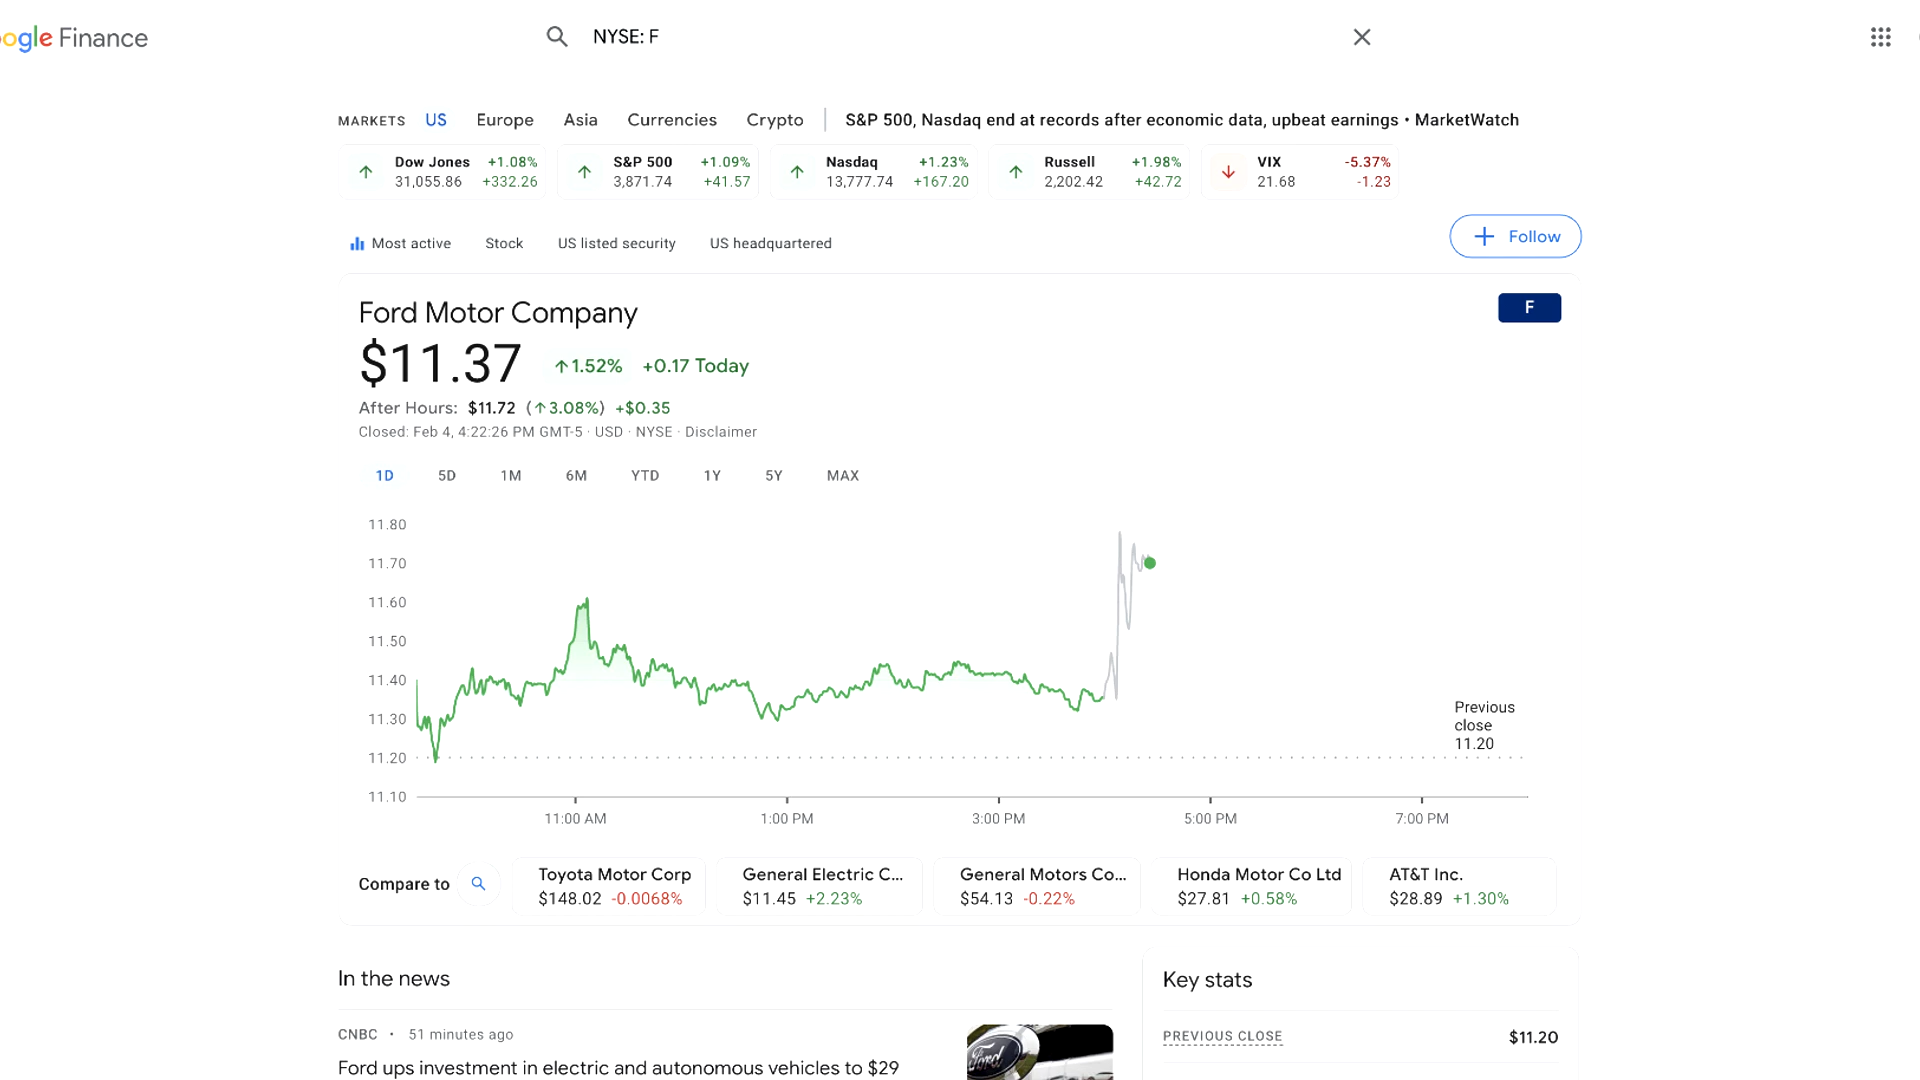 ogle Finance
NYSE: F
MARKETS US Europe Asia Currencies Crypto S&P 500, Nasdaq end at records after economic data, upbeat earnings • MarketWatch
Dow Jones +1.08% S&P 500 +1.09% Nasdaq +1.23% Russell +1.98% VIX -5.37%
31,055.86 +332.26 3,871.74 +41.57 13,777.74 +167.20 2,202.42 +42.72 21.68 -1.23
Most active Stock US listed security US headquartered
Follow
Ford Motor Company
F
$11.37 1.52% +0.17 Today
After Hours: $11.72 (↑3.08%) +$0.35
Closed: Feb 4, 4:22:26 PM GMT-5 · USD · NYSE · Disclaimer
1D 5D 1M 6M YTD 1Y 5Y MAX
11.80
11.70
11.60
11.50
11.40
11.30
11.20
11.10
Previous
close
11.20
11:00 AM 1:00 PM 3:00 PM 5:00 PM 7:00 PM
Compare to
Toyota Motor Corp General Electric C... General Motors Co... Honda Motor Co Ltd AT&T Inc.
$148.02 -0.0068% $11.45 +2.23% $54.13 -0.22% $27.81 +0.58% $28.89 +1.30%
In the news
CNBC • 51 minutes ago
Ford ups investment in electric and autonomous vehicles to $29
Ford
Key stats
PREVIOUS CLOSE $11.20